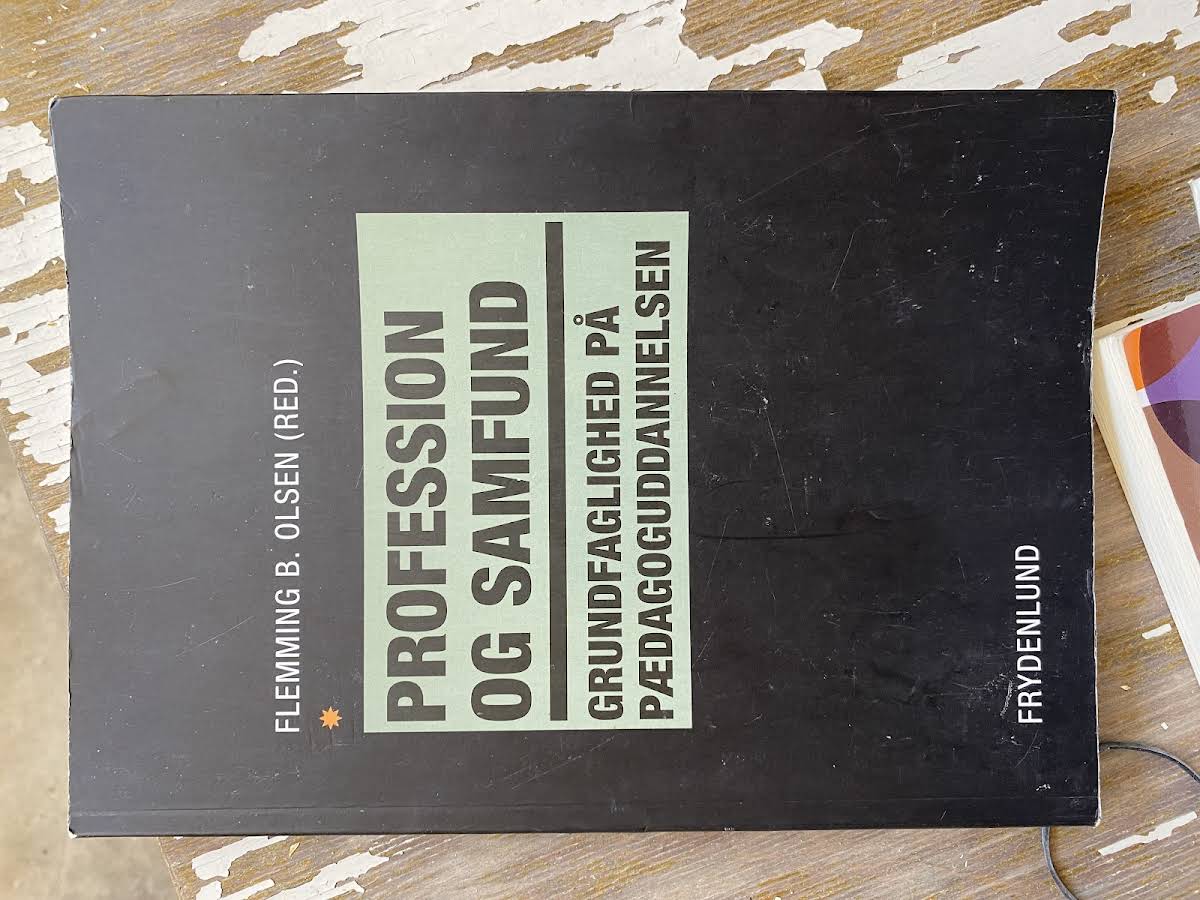 FLEMMING B. OLSEN (RED.)
PROFESSION
OG SAMFUND
GRUNDFAGLIGHED PÅ
PÆDAGOGUDDANNELSEN
FRYDENLUND